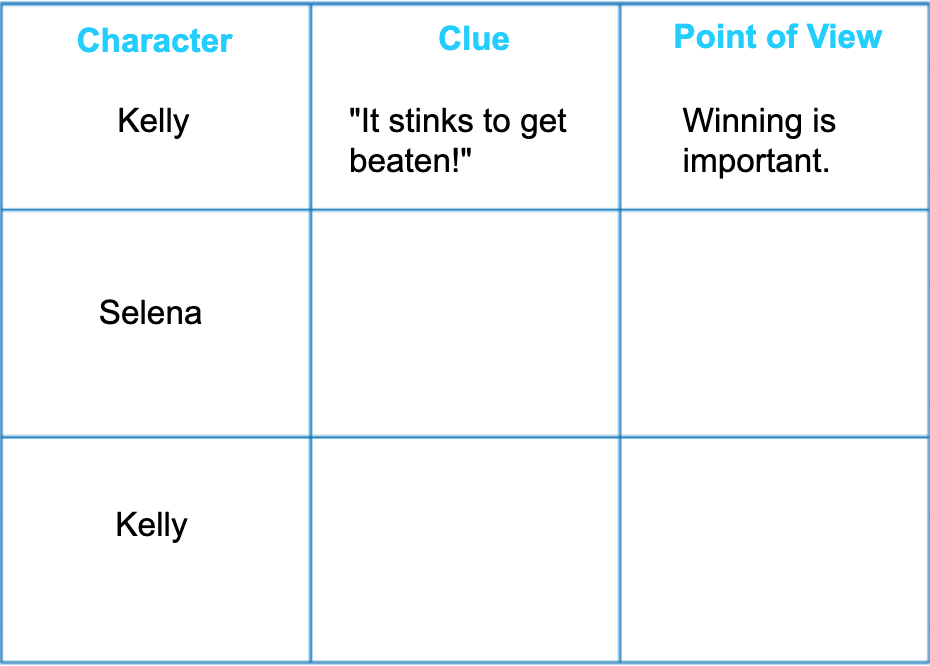 Character Clue Point of View
Kelly "It stinks to get Winning is
beaten!" important.
Selena
Kelly